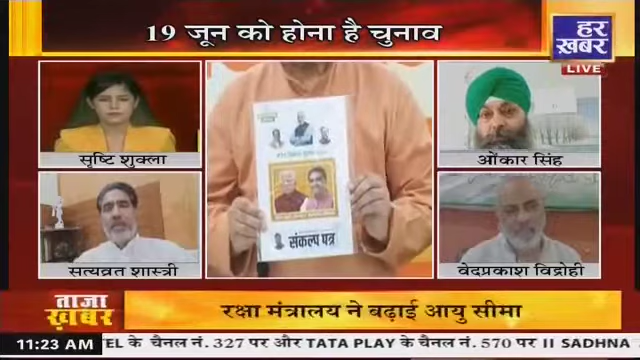 19 जून को होना है चुनाव
हर
ख़बर
LIVE
सृष्टि शुक्ला
ओंकार सिंह
संकल्प पत्र
सत्यव्रत शास्त्री
वेदप्रकाश विद्रोही
ताजा
ख़बर
रक्षा मंत्रालय ने बढ़ाई आयु सीमा
11:23 AM
TEL के चैनल नं. 327 पर और TATA PLAY के चैनल नं. 570 पर II SADHNA